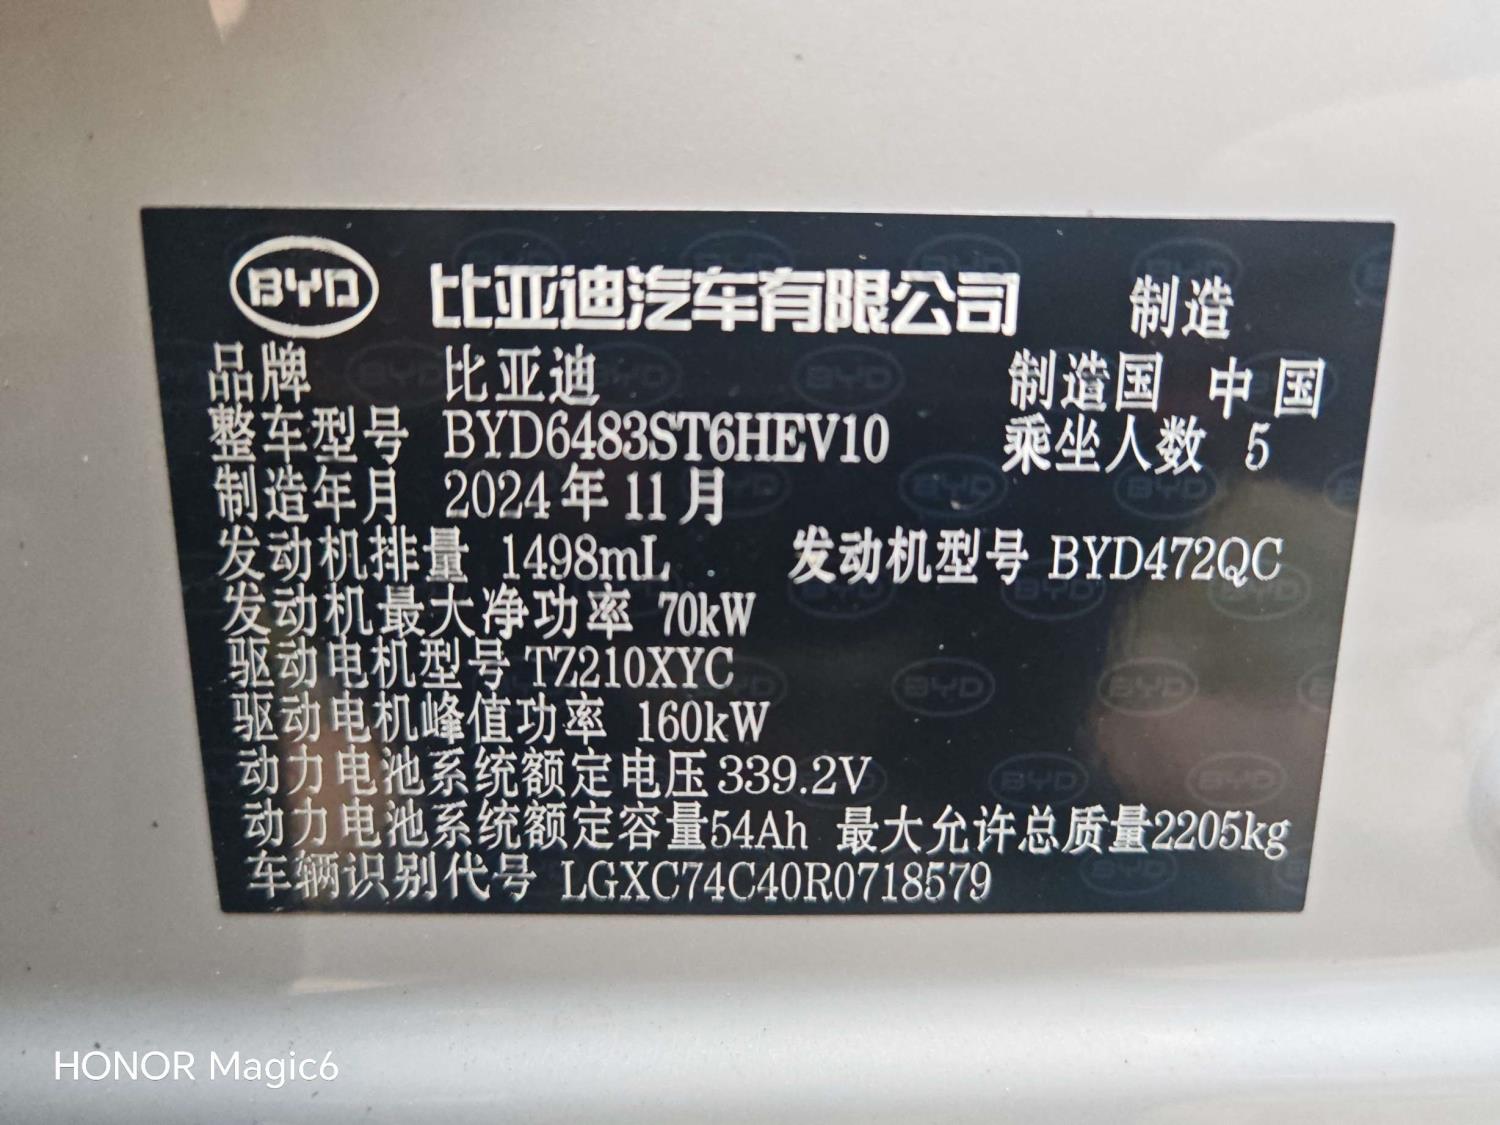 BYD 比亚迪汽车有限公司 制造
品牌 比亚迪 制造国 中国
整车型号 BYD6483ST6HEV10 乘坐人数 5
制造年月 2024年11月
发动机排量 1498mL 发动机型号 BYD472QC
发动机最大净功率 70kW
驱动电机型号 TZ210XYC
驱动电机峰值功率 160kW
动力电池系统额定电压 339.2V
动力电池系统额定容量54Ah 最大允许总质量2205kg
车辆识别代号 LGXC74C40R0718579
HONOR Magic6